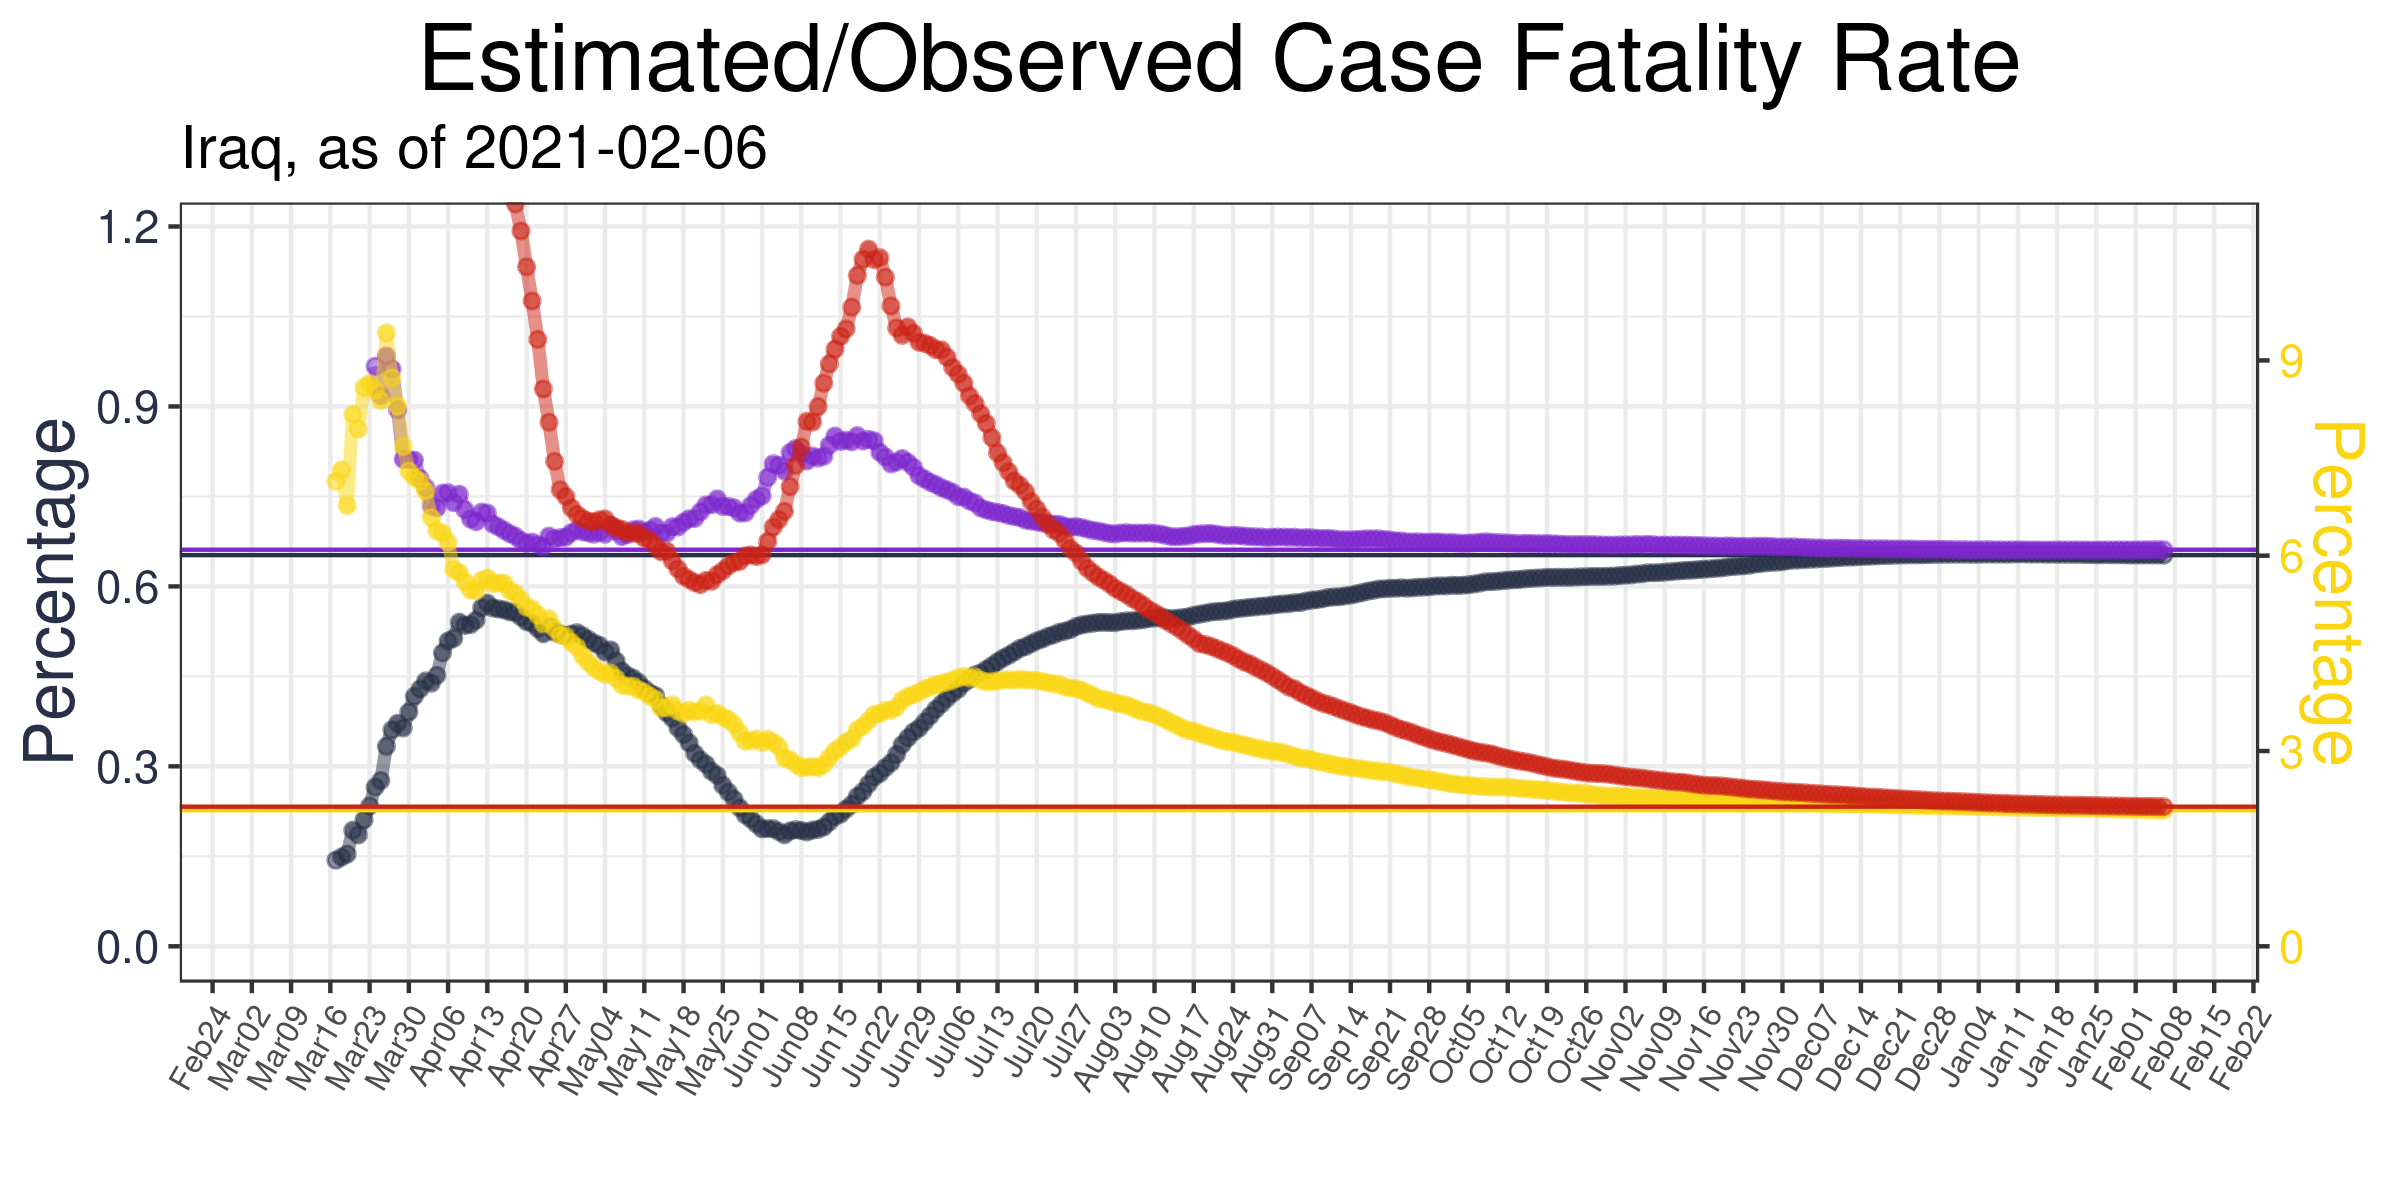 Estimated/Observed Case Fatality Rate
Iraq, as of 2021-02-06
Percentage
1.2
0.9
0.6
0.3
0.0
9
6
3
0
Percentage
Feb24
Mar02
Mar09
Mar16
Mar23
Mar30
Apr06
Apr13
Apr20
Apr27
May04
May11
May18
May25
Jun01
Jun08
Jun15
Jun22
Jun29
Jul06
Jul13
Jul20
Jul27
Aug03
Aug10
Aug17
Aug24
Aug31
Sep07
Sep14
Sep21
Sep28
Oct05
Oct12
Oct19
Oct26
Nov02
Nov09
Nov16
Nov23
Nov30
Dec07
Dec14
Dec21
Dec28
Jan04
Jan11
Jan18
Jan25
Feb01
Feb08
Feb15
Feb22